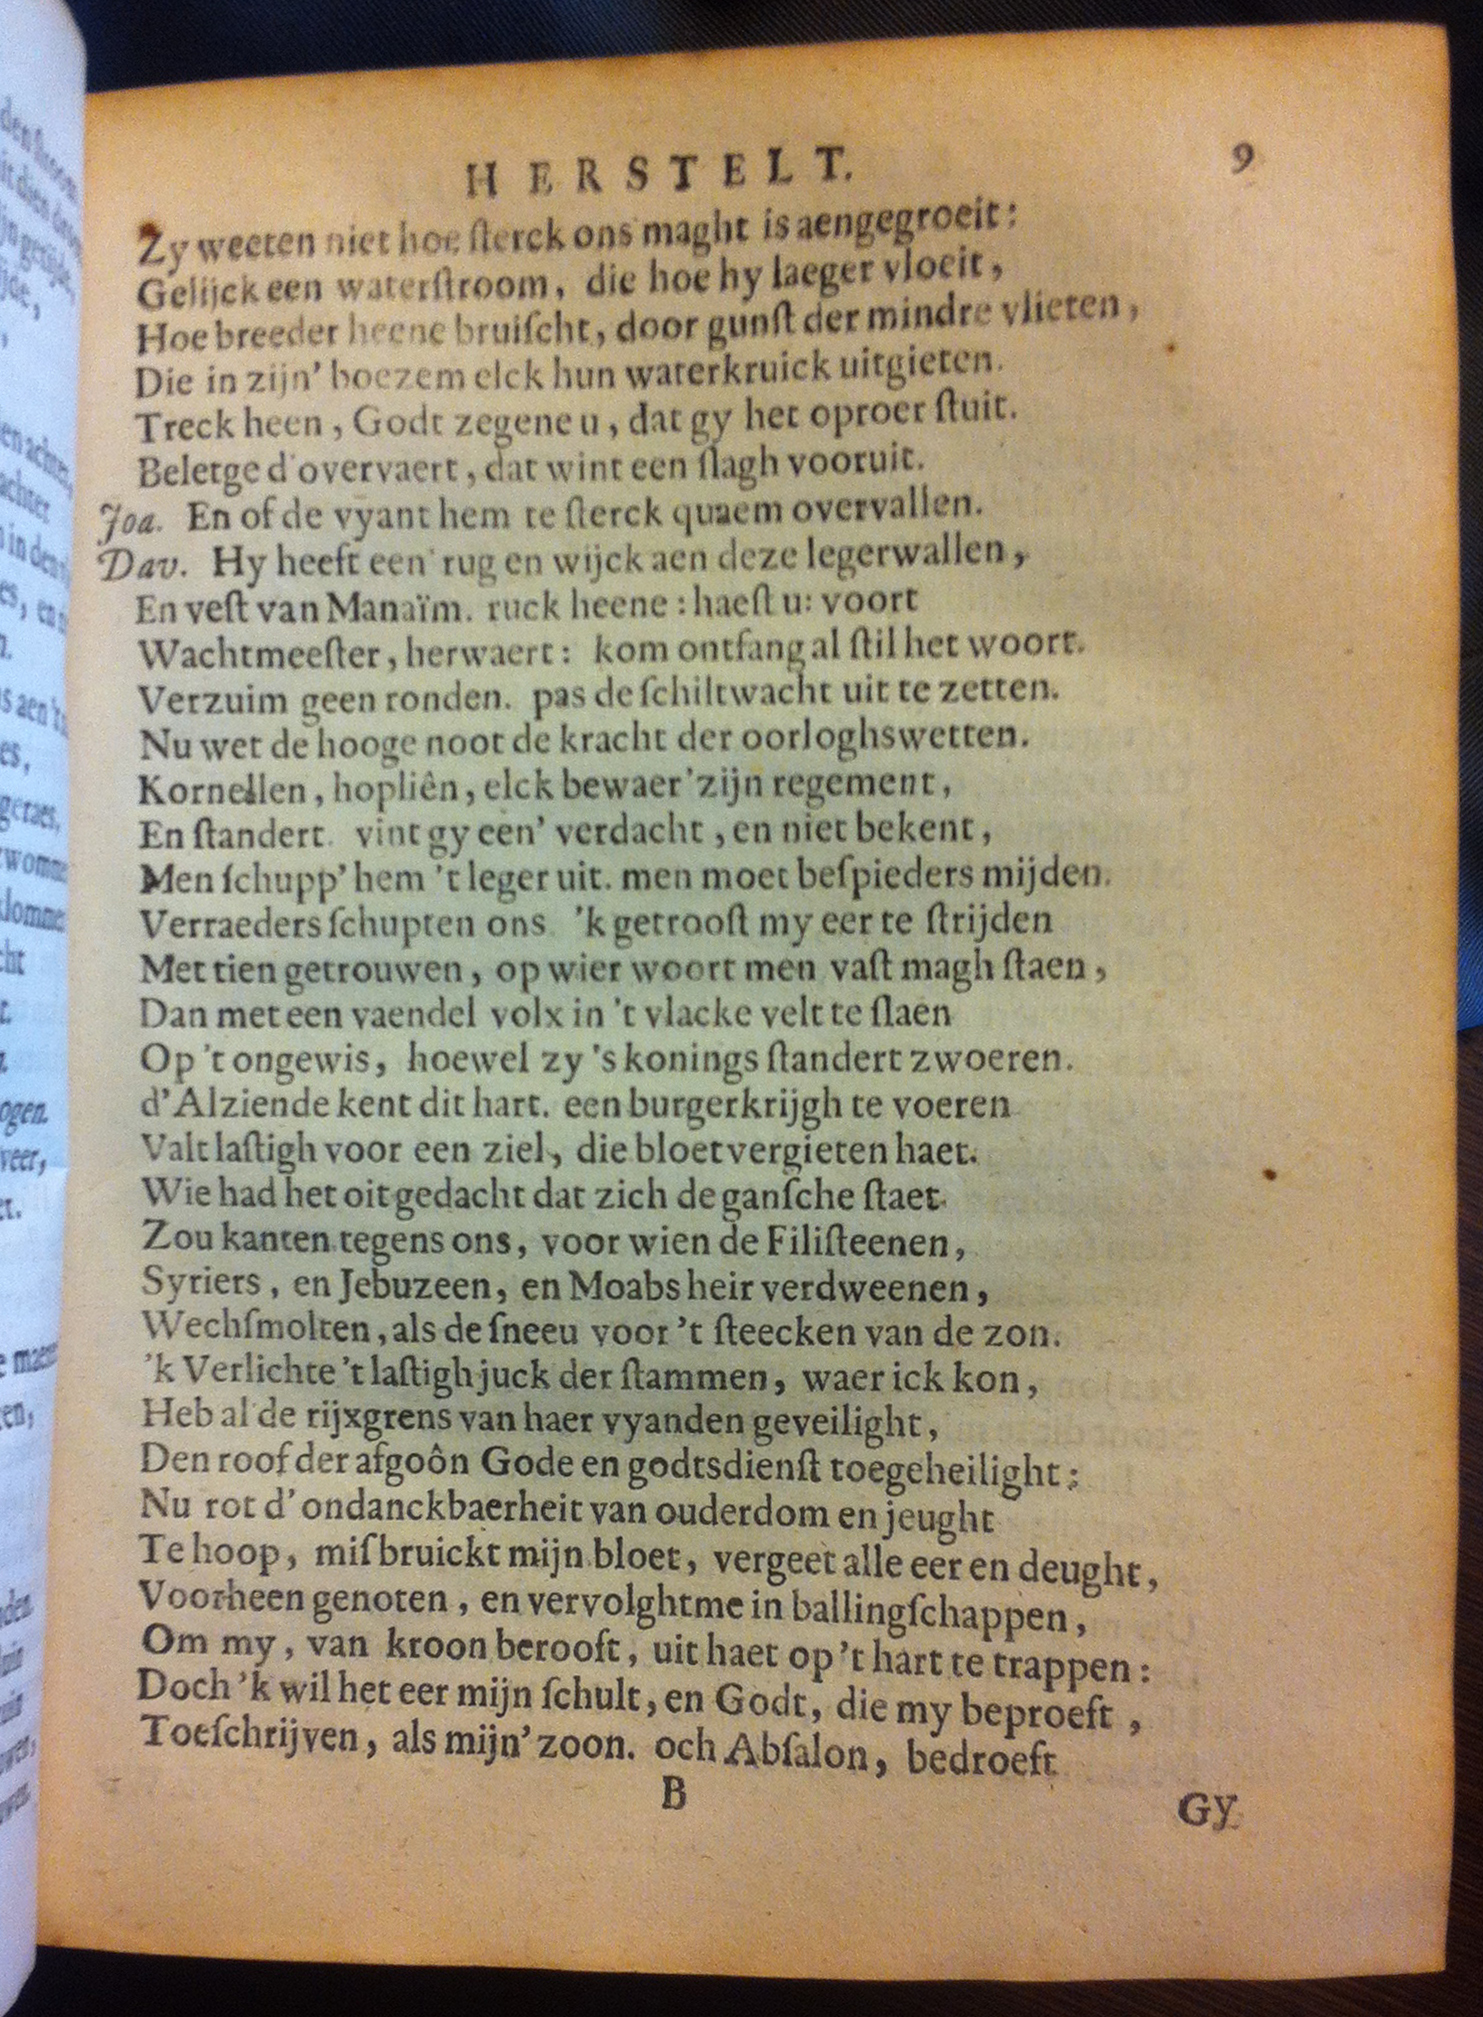 HERSTELT. 9
Zy weeten niet hoe ſterck ons maght is aengegroeit:
Gelijck een waterſtroom, die hoe hy laeger vloeit,
Hoe breeder heene bruiſcht, door gunſt der mindre vlieten,
Die in zijn' boezem elck hun waterkruick uitgieten.
Treck heen, Godt zegene u, dat gy het oproer ſtuit.
Beletge d'overvaert, dat wint een ſlagh vooruit.
Joa. En of de vyant hem te ſterck quaem overvallen.
Dav. Hy heeft een' rug en wijck aen deze legerwallen,
En veſt van Manaïm. ruck heene: haeſt u: voort
Wachtmeeſter, herwaert: kom ontfang al ſtil het woort.
Verzuim geen ronden. pas de ſchiltwacht uit te zetten.
Nu wet de hooge noot de kracht der oorloghswetten.
Kornellen, hopliên, elck bewaer' zijn regement,
En ſtandert. vint gy een' verdacht, en niet bekent,
Men ſchupp' hem 't leger uit. men moet beſpieders mijden.
Verraeders ſchupten ons. 'k getrooſt my eer te ſtrijden
Met tien getrouwen, op wier woort men vaſt magh ſtaen,
Dan met een vaendel volx in 't vlacke velt te ſlaen
Op 't ongewis, hoewel zy 's konings ſtandert zwoeren.
d'Alziende kent dit hart. een burgerkrijgh te voeren
Valt laſtigh voor een ziel, die bloetvergieten haet.
Wie had het oit gedacht dat zich de ganſche ſtaet
Zou kanten tegens ons, voor wien de Filiſteenen,
Syriers, en Jebuzeen, en Moabs heir verdweenen,
Wechſmolten, als de ſneeu voor 't ſteecken van de zon.
'k Verlichte 't laſtigh juck der ſtammen, waer ick kon,
Heb al de rijxgrens van haer vyanden geveilight,
Den roof der afgoôn Gode en godtsdienſt toegeheilight:
Nu rot d'ondanckbaerheit van ouderdom en jeught
Te hoop, miſbruickt mijn bloet, vergeet alle eer en deught,
Voorheen genoten, en vervolghtme in ballingſchappen,
Om my, van kroon berooft, uit haet op 't hart te trappen:
Doch 'k wil het eer mijn ſchult, en Godt, die my beproeft,
Toeſchrijven, als mijn' zoon. och Abſalon, bedroeft
B
Gy